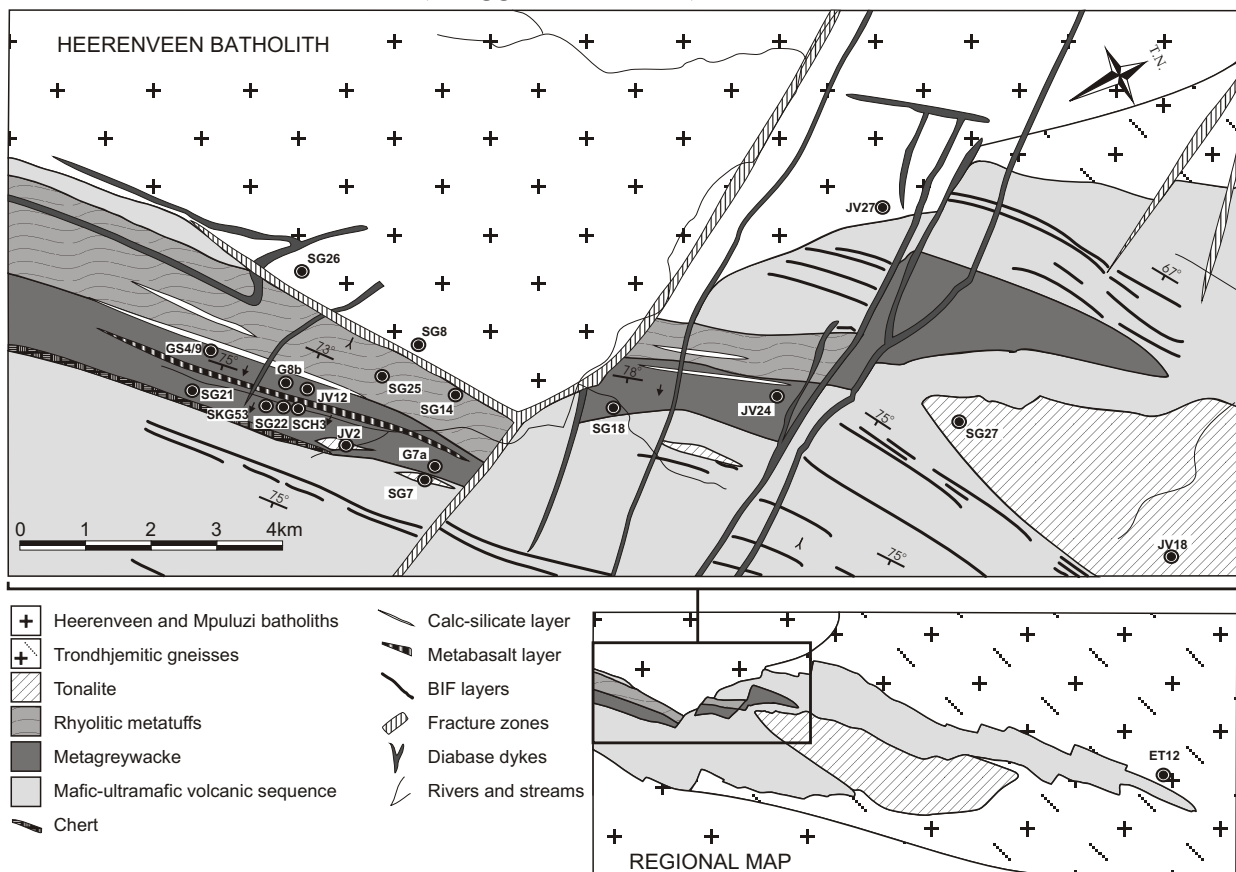 HEERENVEEN BATHOLITH
T.N.
JV27
SG26
67°
SG8
GS4/9
75°
73°
G8b
SG25
78°
SG21
JV12
SG14
JV24
SKG53
SG22
SCH3
SG18
75°
SG27
JV2
G7a
SG7
75°
75°
JV18
0 1 2 3 4km
Heerenveen and Mpuluzi batholiths
Trondhjemitic gneisses
Tonalite
Rhyolitic metatuffs
Metagreywacke
Mafic-ultramafic volcanic sequence
Chert
Calc-silicate layer
Metabasalt layer
BIF layers
Fracture zones
Diabase dykes
Rivers and streams
ET12
REGIONAL MAP